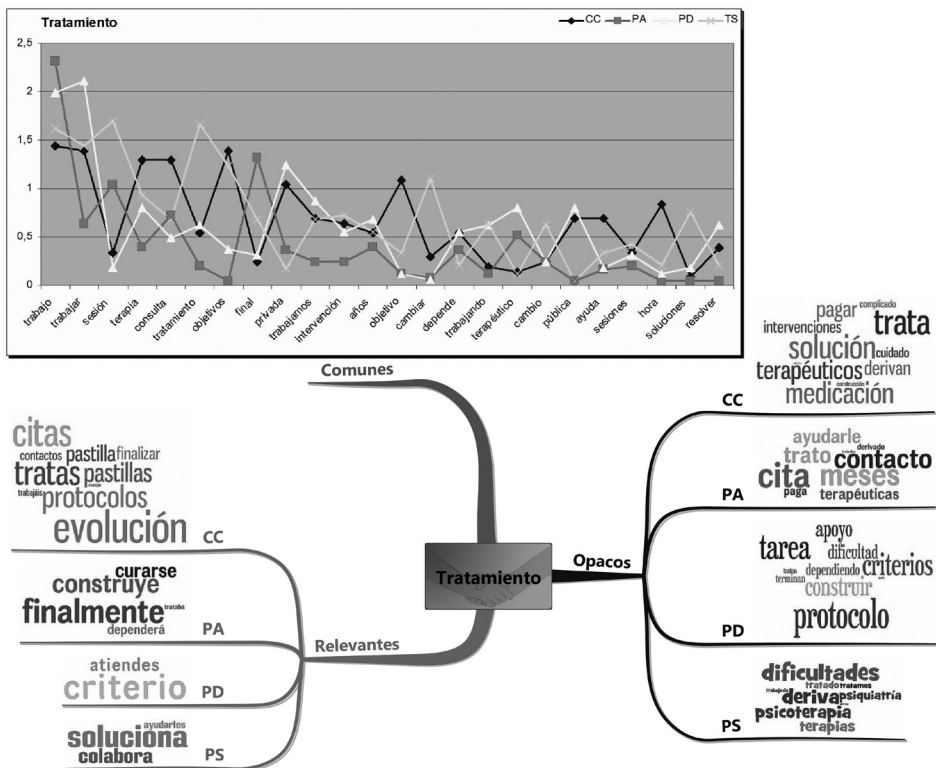 Tratamiento
CC PA PD TS
2,5
2
1,5
1
0,5
0
trabajo
trabajar
sesión
terapia
consulta
tratamiento
objetivos
final
privada
trabajamos
intervención
años
objetivo
cambiar
depende
trabajando
terapéutico
cambio
pública
ayuda
sesiones
hora
soluciones
resolver
Comunes
pagar complicado
intervenciones trata
solución cuidado
terapéuticos derivan
construcción
medicación
CC
ayudarle
derivado
trato contacto
cita meses
paga terapéuticas
PA
apoyo
tarea dificultad
dependiendo criterios
terminan
construir
protocolo
PD
dificultades
tratado tratamos
deriva psiquiatría
psicoterapia
terapias
PS
Opacos
Tratamiento
citas
contactos pastilla finalizar
tratas pastillas
trabajáis protocolos
evolución
CC
curarse
construye
finalmente trataba
dependerá
PA
Relevantes
atiendes
criterio
PD
ayudarles
soluciona
colabora
PS